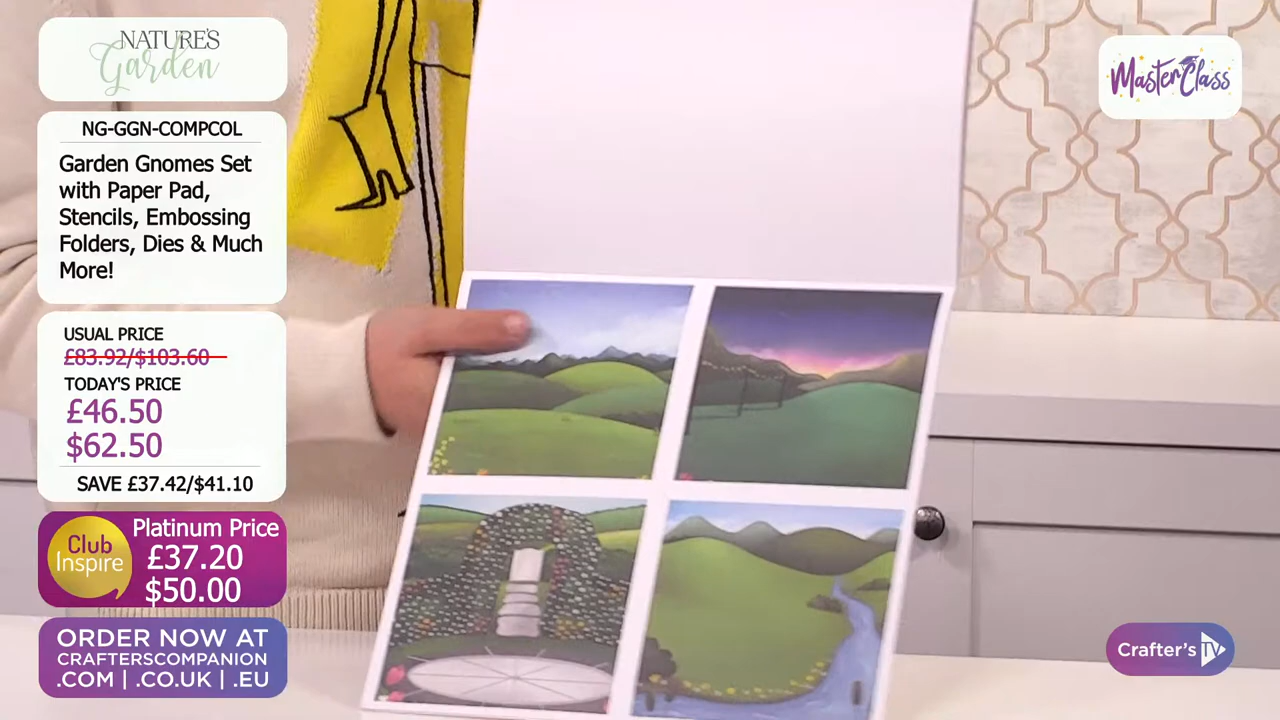 NATURE'S
Garden
NG-GGN-COMPCOL
Garden Gnomes Set
with Paper Pad,
Stencils, Embossing
Folders, Dies & Much
More!
USUAL PRICE
£83.92/$103.60
TODAY'S PRICE
£46.50
$62.50
SAVE £37.42/$41.10
Club
Inspire
Platinum Price
£37.20
$50.00
ORDER NOW AT
CRAFTERSCOMPANION
.COM | .CO.UK | .EU
MasterClass
Crafter's TV